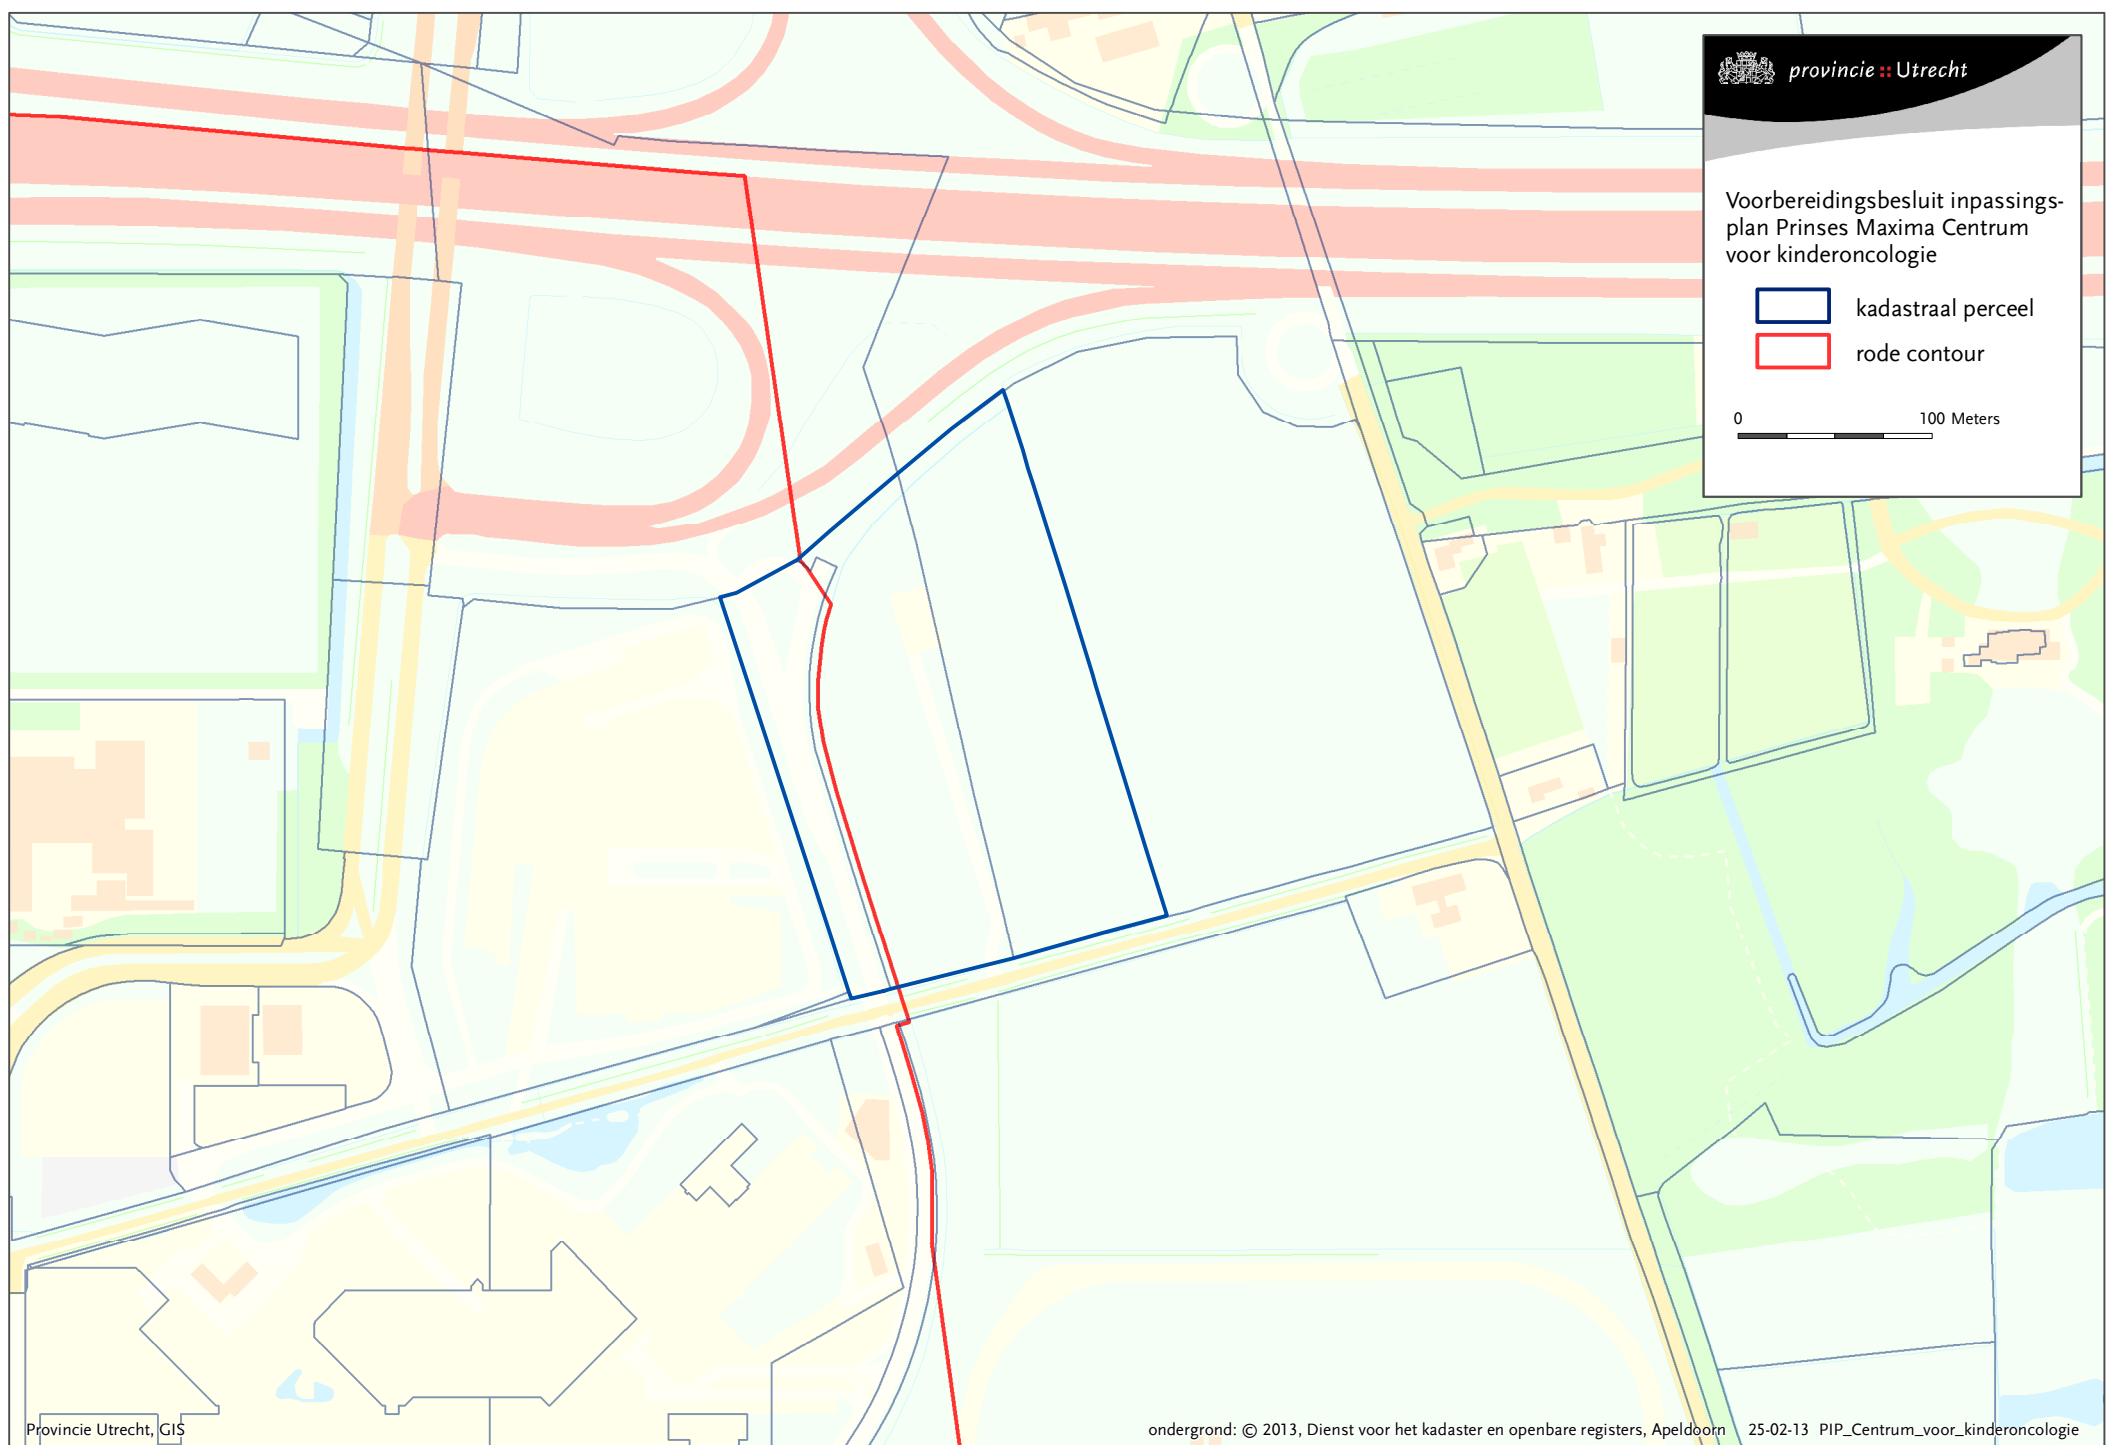 provincie :: Utrecht
Voorbereidingsbesluit inpassings-
plan Prinses Maxima Centrum
voor kinderoncologie
kadastraal perceel
rode contour
0 100 Meters
Provincie Utrecht, GIS
ondergrond: © 2013, Dienst voor het kadaster en openbare registers, Apeldoorn 25-02-13 PIP_Centrum_voor_kinderoncologie